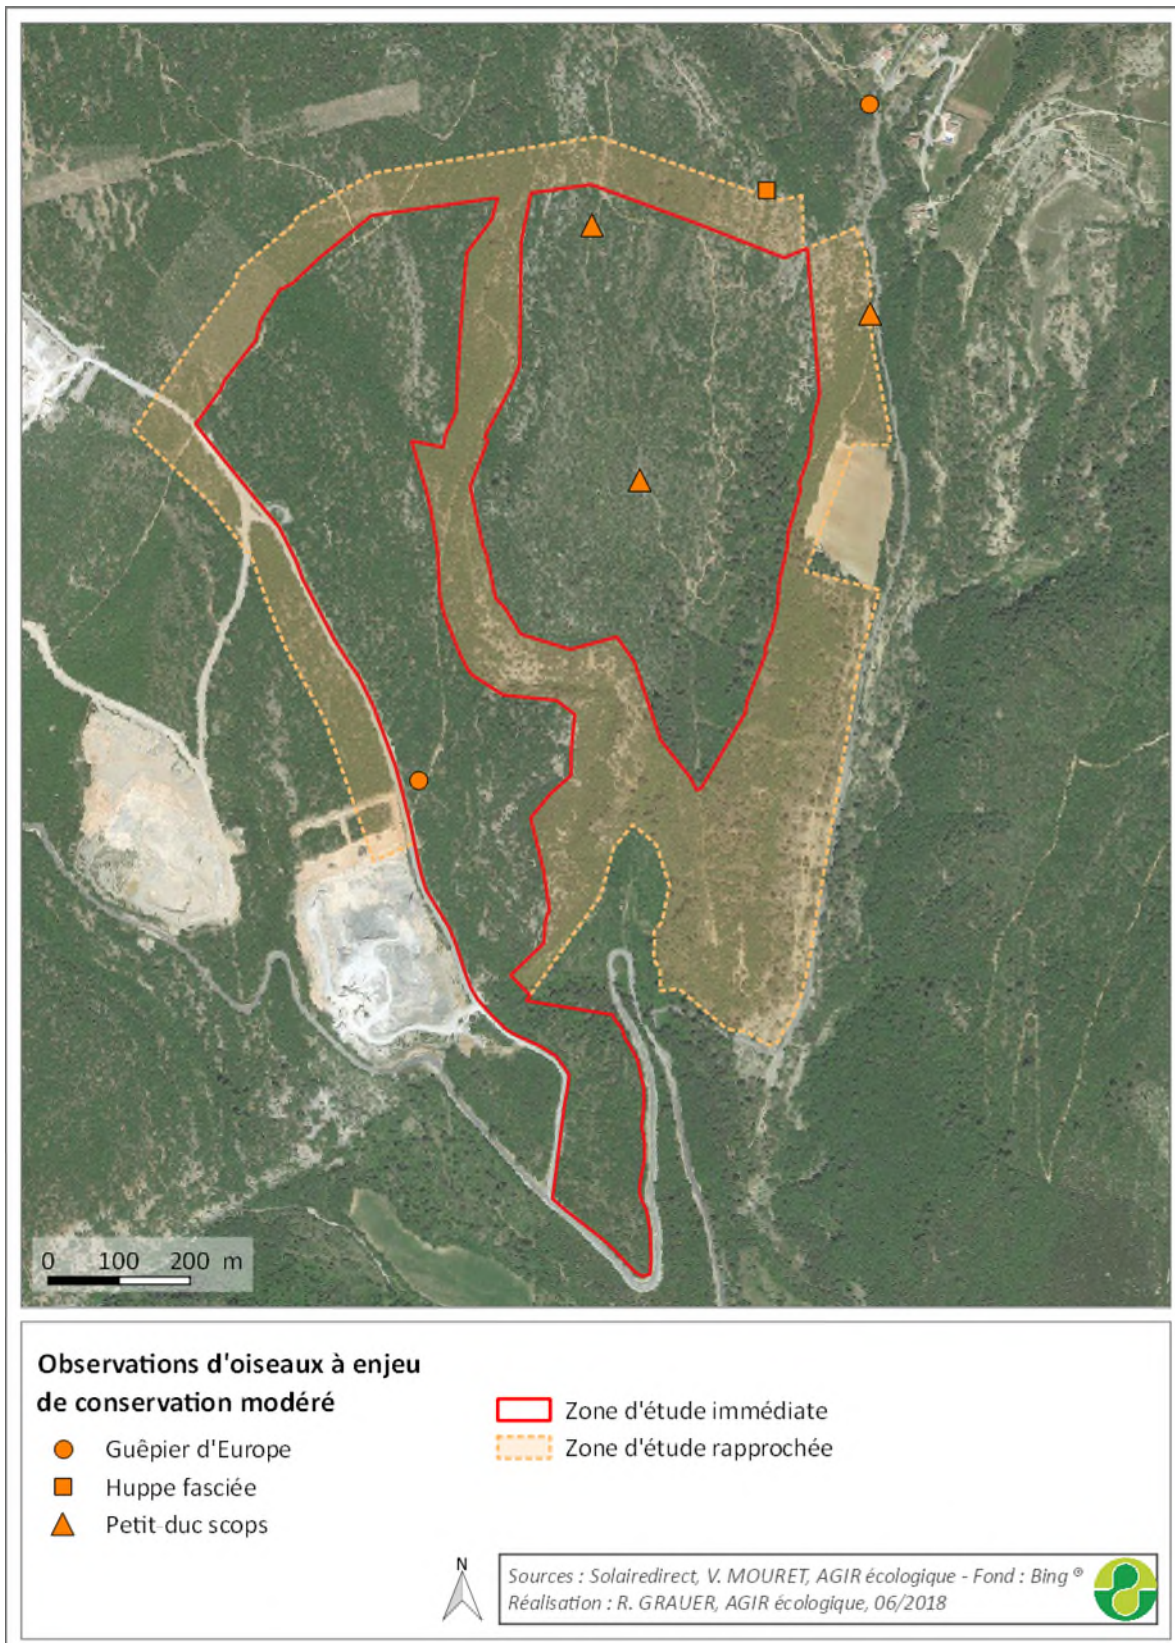 0 100 200 m
Observations d'oiseaux à enjeu
de conservation modéré
Guêpier d'Europe
Huppe fasciée
Petit-duc scops
Zone d'étude immédiate
Zone d'étude rapprochée
N
Sources : Solairedirect, V. MOURET, AGIR écologique - Fond : Bing ®
Réalisation : R. GRAUER, AGIR écologique, 06/2018